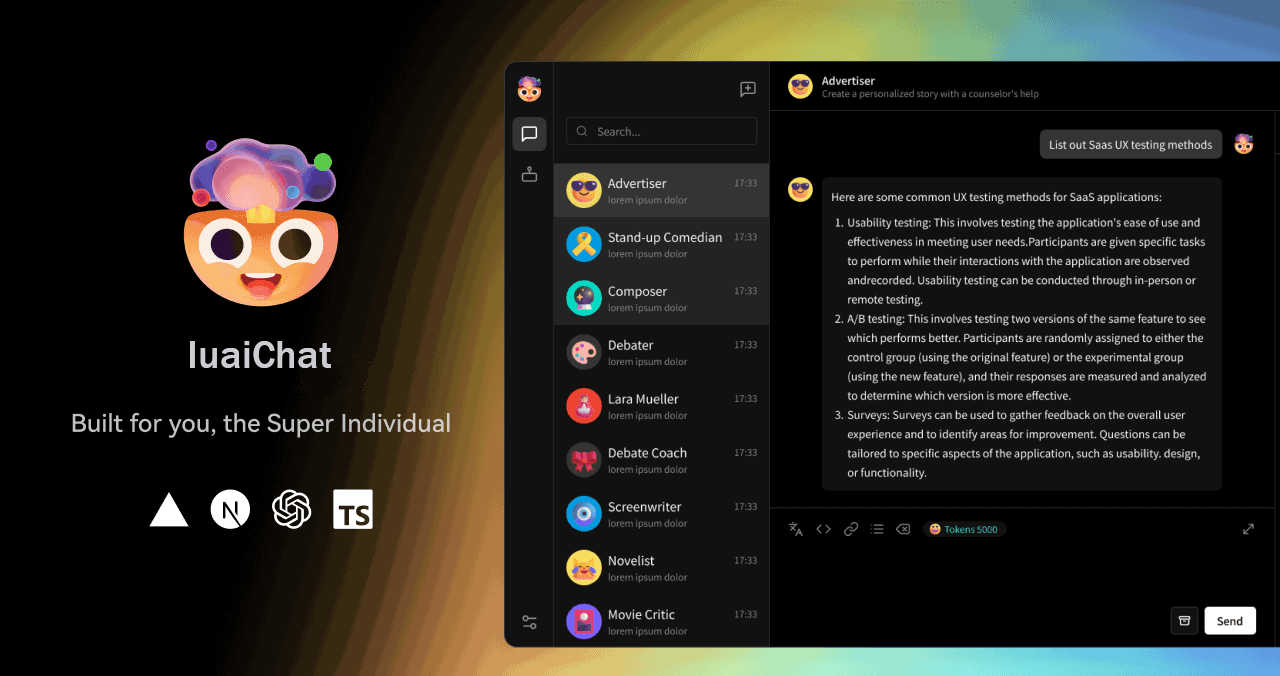 IuaiChat
Built for you, the Super Individual
N
TS
Search...
Advertiser 17:33
lorem ipsum dolor
Stand-up Comedian 17:33
lorem ipsum dolor
Composer 17:33
lorem ipsum dolor
Debater 17:33
lorem ipsum dolor
Lara Mueller 17:33
lorem ipsum dolor
Debate Coach 17:33
lorem ipsum dolor
Screenwriter 17:33
lorem ipsum dolor
Novelist 17:33
lorem ipsum dolor
Movie Critic 17:33
lorem ipsum dolor
Advertiser
Create a personalized story with a counselor's help
List out Saas UX testing methods
Here are some common UX testing methods for SaaS applications:
1. Usability testing: This involves testing the application's ease of use and
effectiveness in meeting user needs.Participants are given specific tasks
to perform while their interactions with the application are observed
andrecorded. Usability testing can be conducted through in-person or
remote testing.
2. A/B testing: This involves testing two versions of the same feature to see
which performs better. Participants are randomly assigned to either the
control group (using the original feature) or the experimental group
(using the new feature), and their responses are measured and analyzed
to determine which version is more effective.
3. Surveys: Surveys can be used to gather feedback on the overall user
experience and to identify areas for improvement. Questions can be
tailored to specific aspects of the application, such as usability. design,
or functionality.
Tokens 5000
Send